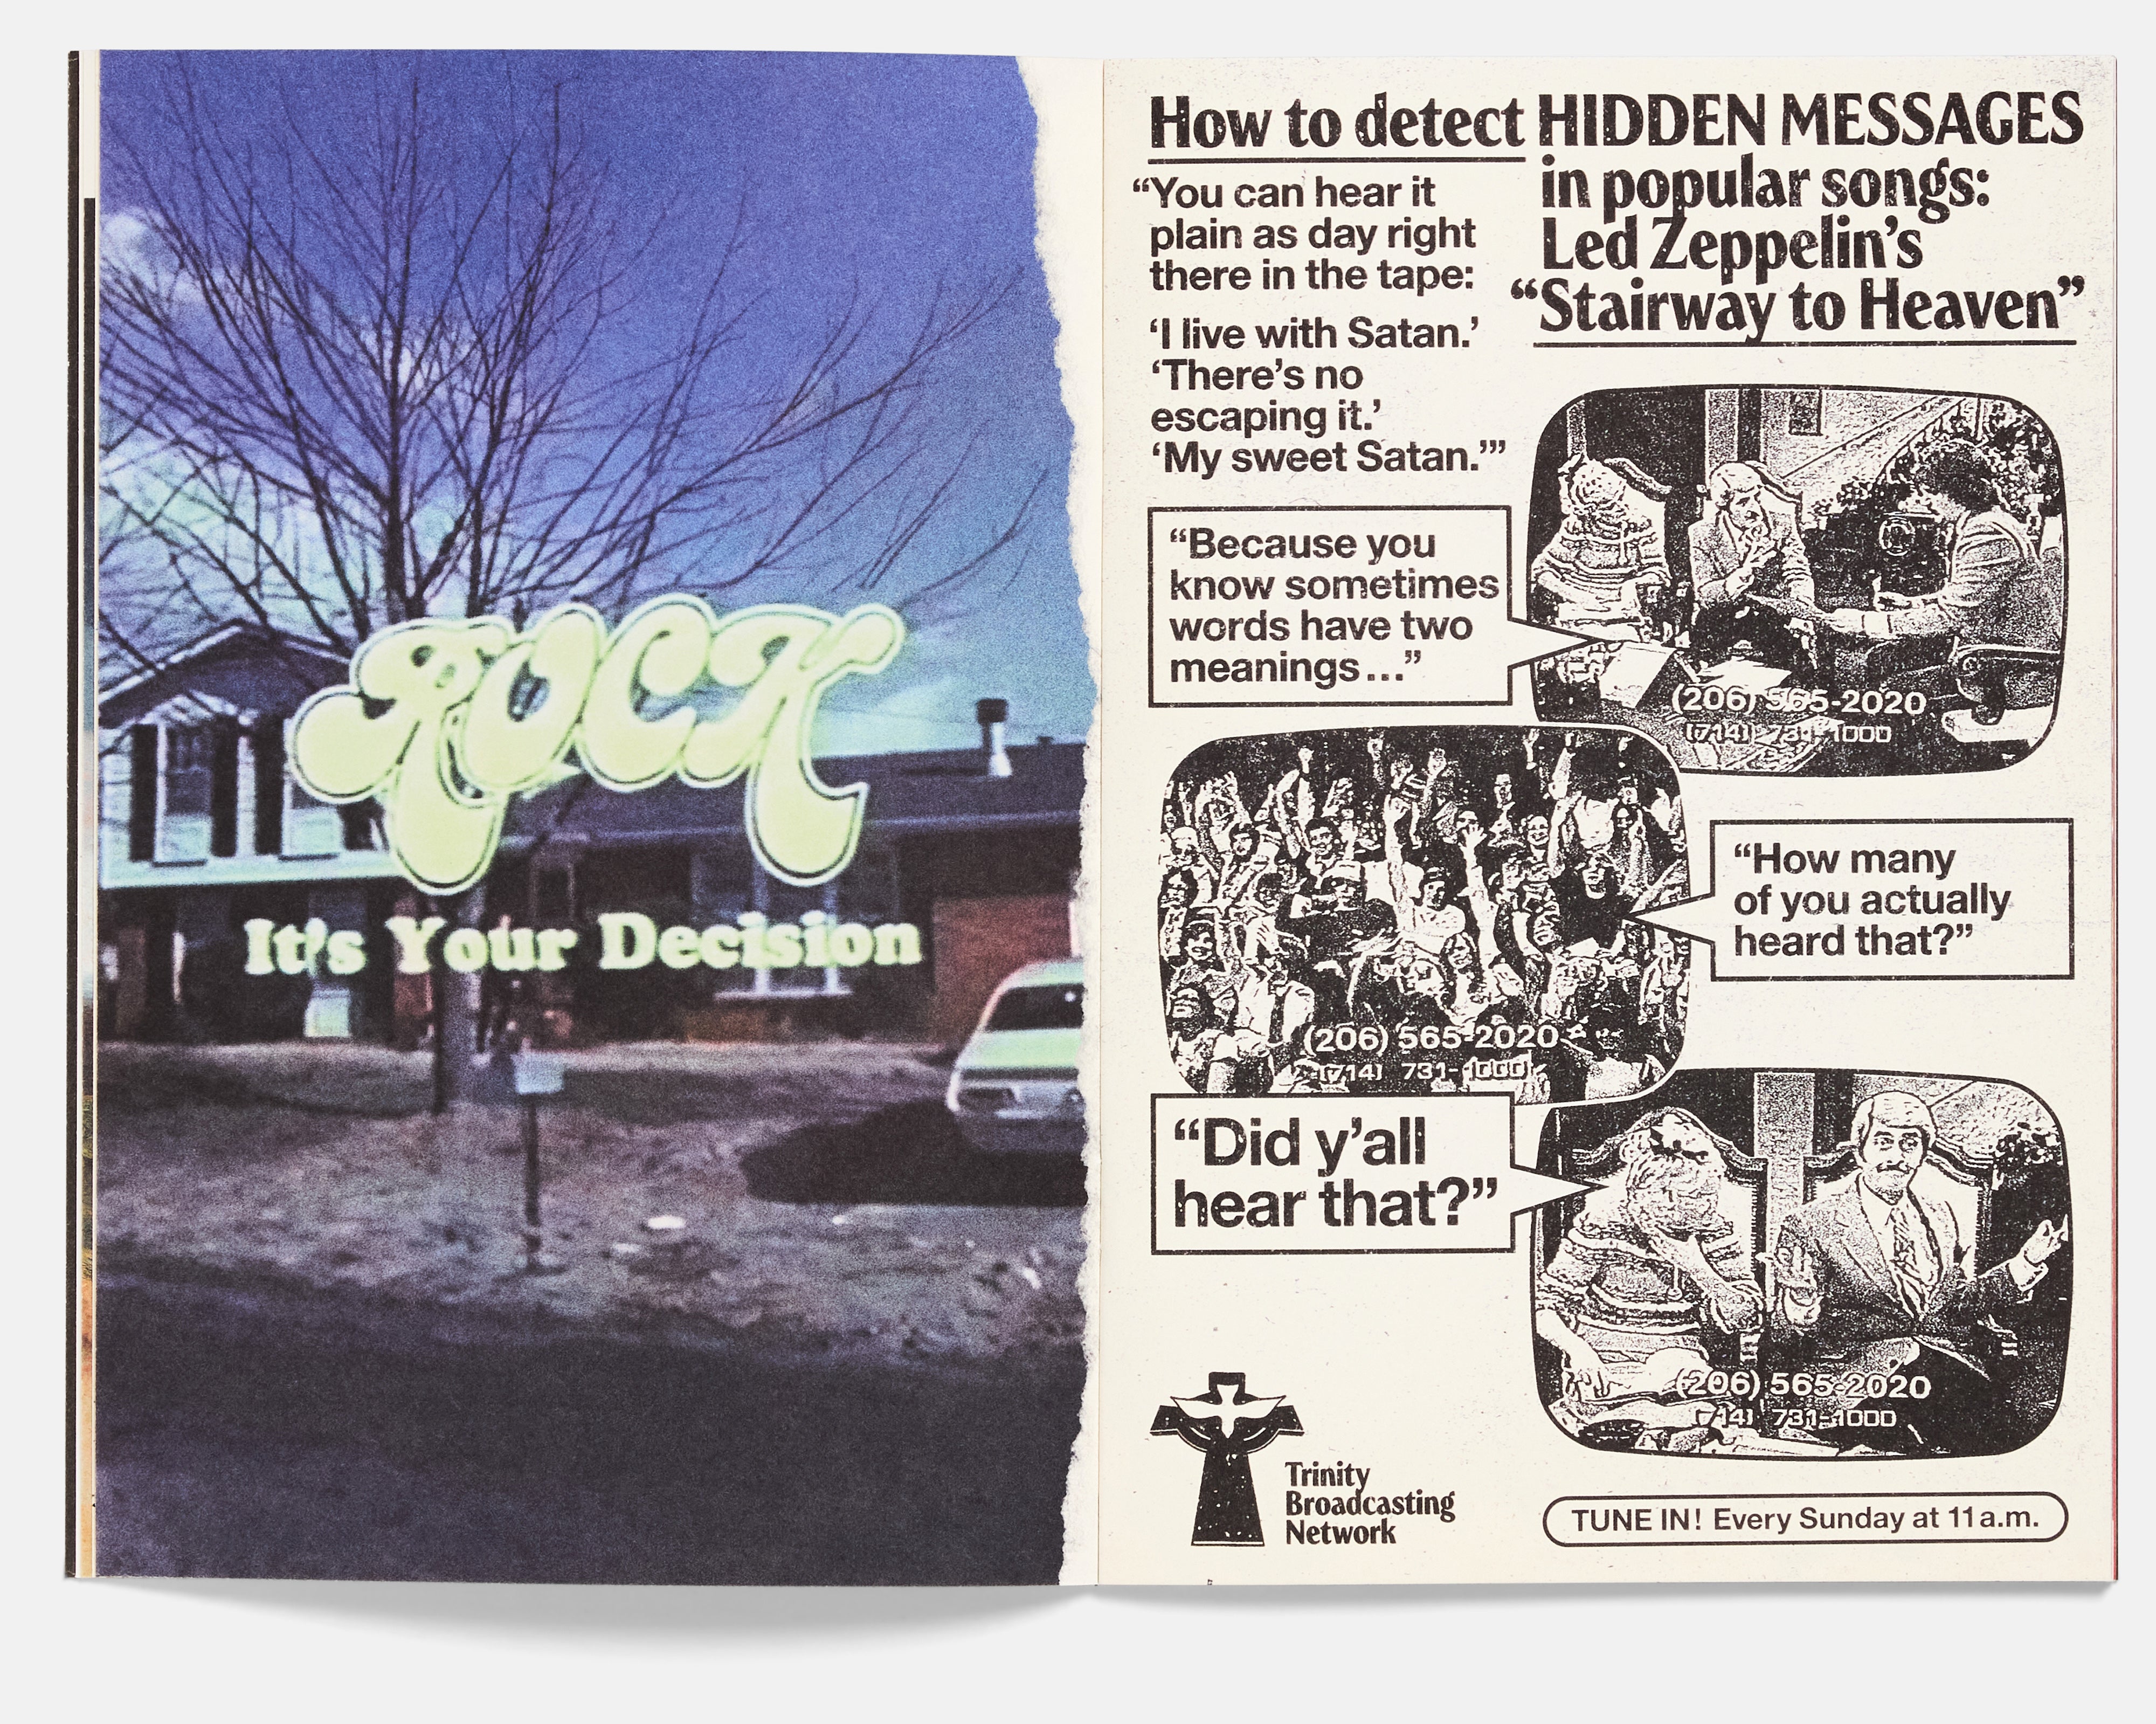 ROCK
It's Your Decision
How to detect HIDDEN MESSAGES
in popular songs:
Led Zeppelin’s
“Stairway to Heaven”
“You can hear it
plain as day right
there in the tape:
‘I live with Satan.’
‘There’s no
escaping it.’
‘My sweet Satan.’”
“Because you
know sometimes
words have two
meanings...”
(206) 565-2020
(714) 731-1000
“How many
of you actually
heard that?”
(206) 565-2020
(714) 731-1000
“Did y’all
hear that?”
(206) 565-2020
(714) 731-1000
Trinity
Broadcasting
Network
TUNE IN! Every Sunday at 11a.m.